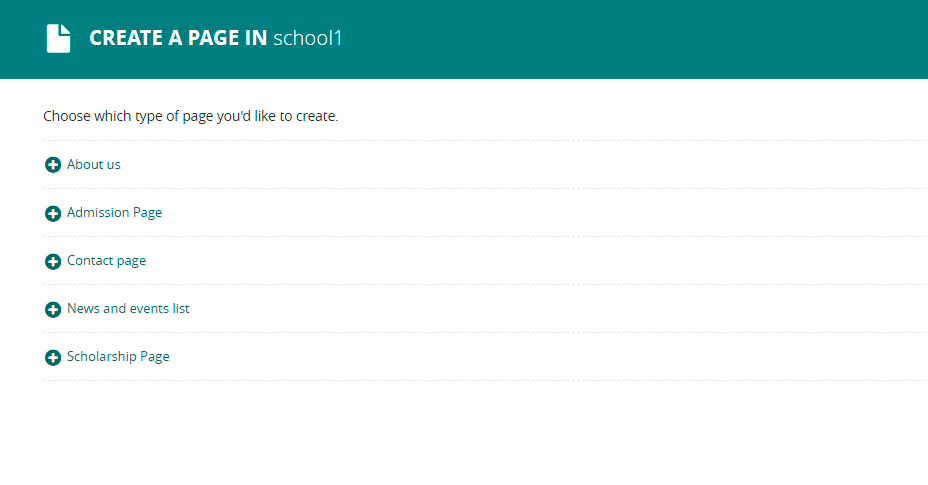 CREATE A PAGE IN school1
Choose which type of page you'd like to create.
About us
Admission Page
Contact page
News and events list
Scholarship Page